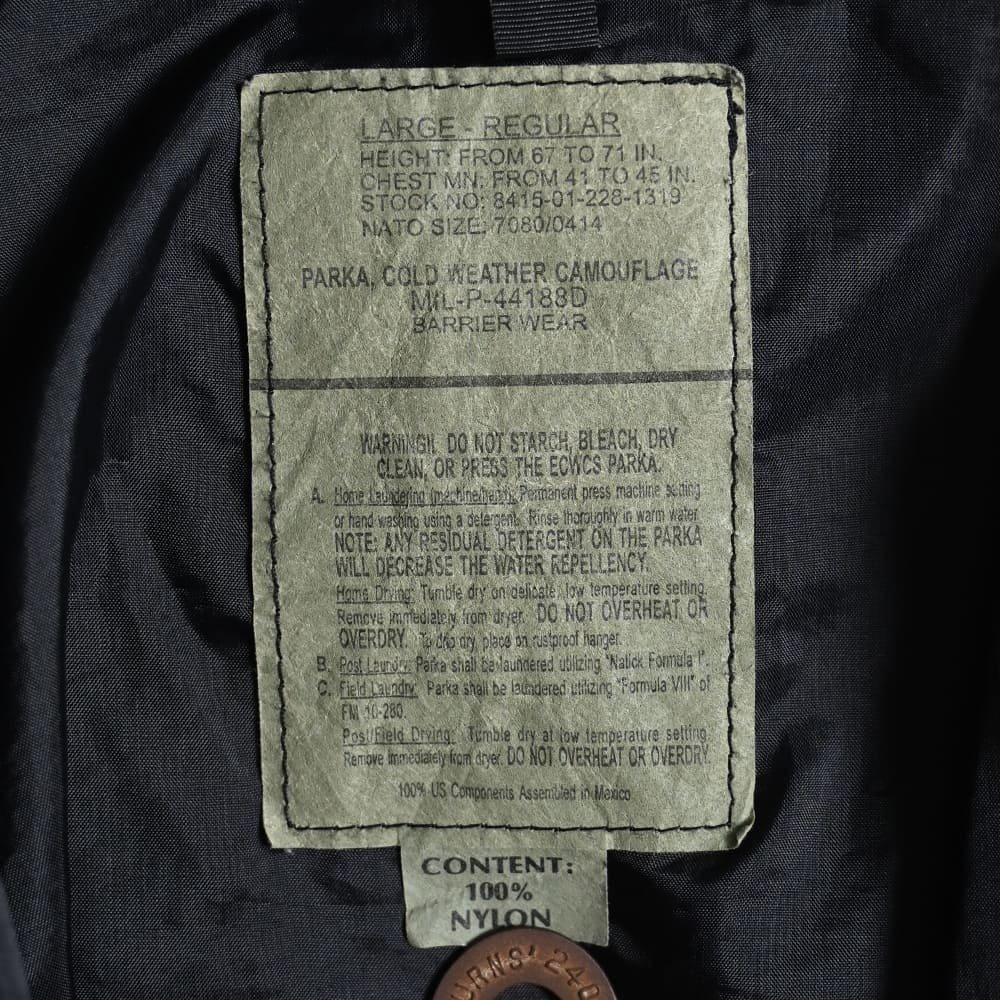 LARGE - REGULAR
HEIGHT: FROM 67 TO 71 IN.
CHEST MN: FROM 41 TO 45 IN.
STOCK NO: 8415-01-228-1319
NATO SIZE: 7080/0414
PARKA, COLD WEATHER CAMOUFLAGE
MIL-P-44188D
BARRIER WEAR
WARNING!! DO NOT STARCH, BLEACH, DRY
CLEAN, OR PRESS THE ECWCS PARKA.
A. Home Laundering (machine/hand): Permanent press machine setting
or hand washing using a detergent. Rinse thoroughly in warm water.
NOTE: ANY RESIDUAL DETERGENT ON THE PARKA
WILL DECREASE THE WATER REPELLENCY.
Home Drying: Tumble dry on delicate, low temperature setting.
Remove immediately from dryer. DO NOT OVERHEAT OR
OVERDRY. To drip dry, place on rustproof hanger.
B. Post Laundry: Parka shall be laundered utilizing "Natick Formula I".
C. Field Laundry: Parka shall be laundered utilizing "Formula VIII" of
FM 10-280.
Post/Field Drying: Tumble dry at low temperature setting.
Remove immediately from dryer. DO NOT OVERHEAT OR OVERDRY.
100% US Components Assembled in Mexico
CONTENT:
100%
NYLON